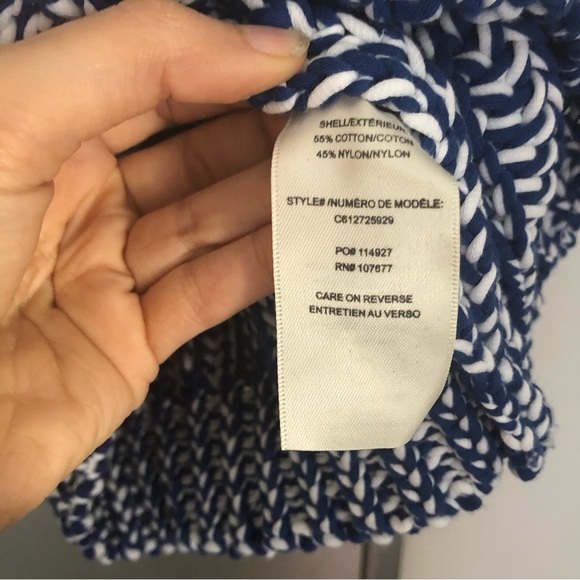 SHELL/EXTÉRIEUR
55% COTTON/COTON
45% NYLON/NYLON
STYLE# /NUMÉRO DE MODÈLE:
C612725929
PO# 114927
RN# 107677
CARE ON REVERSE
ENTRETIEN AU VERSO